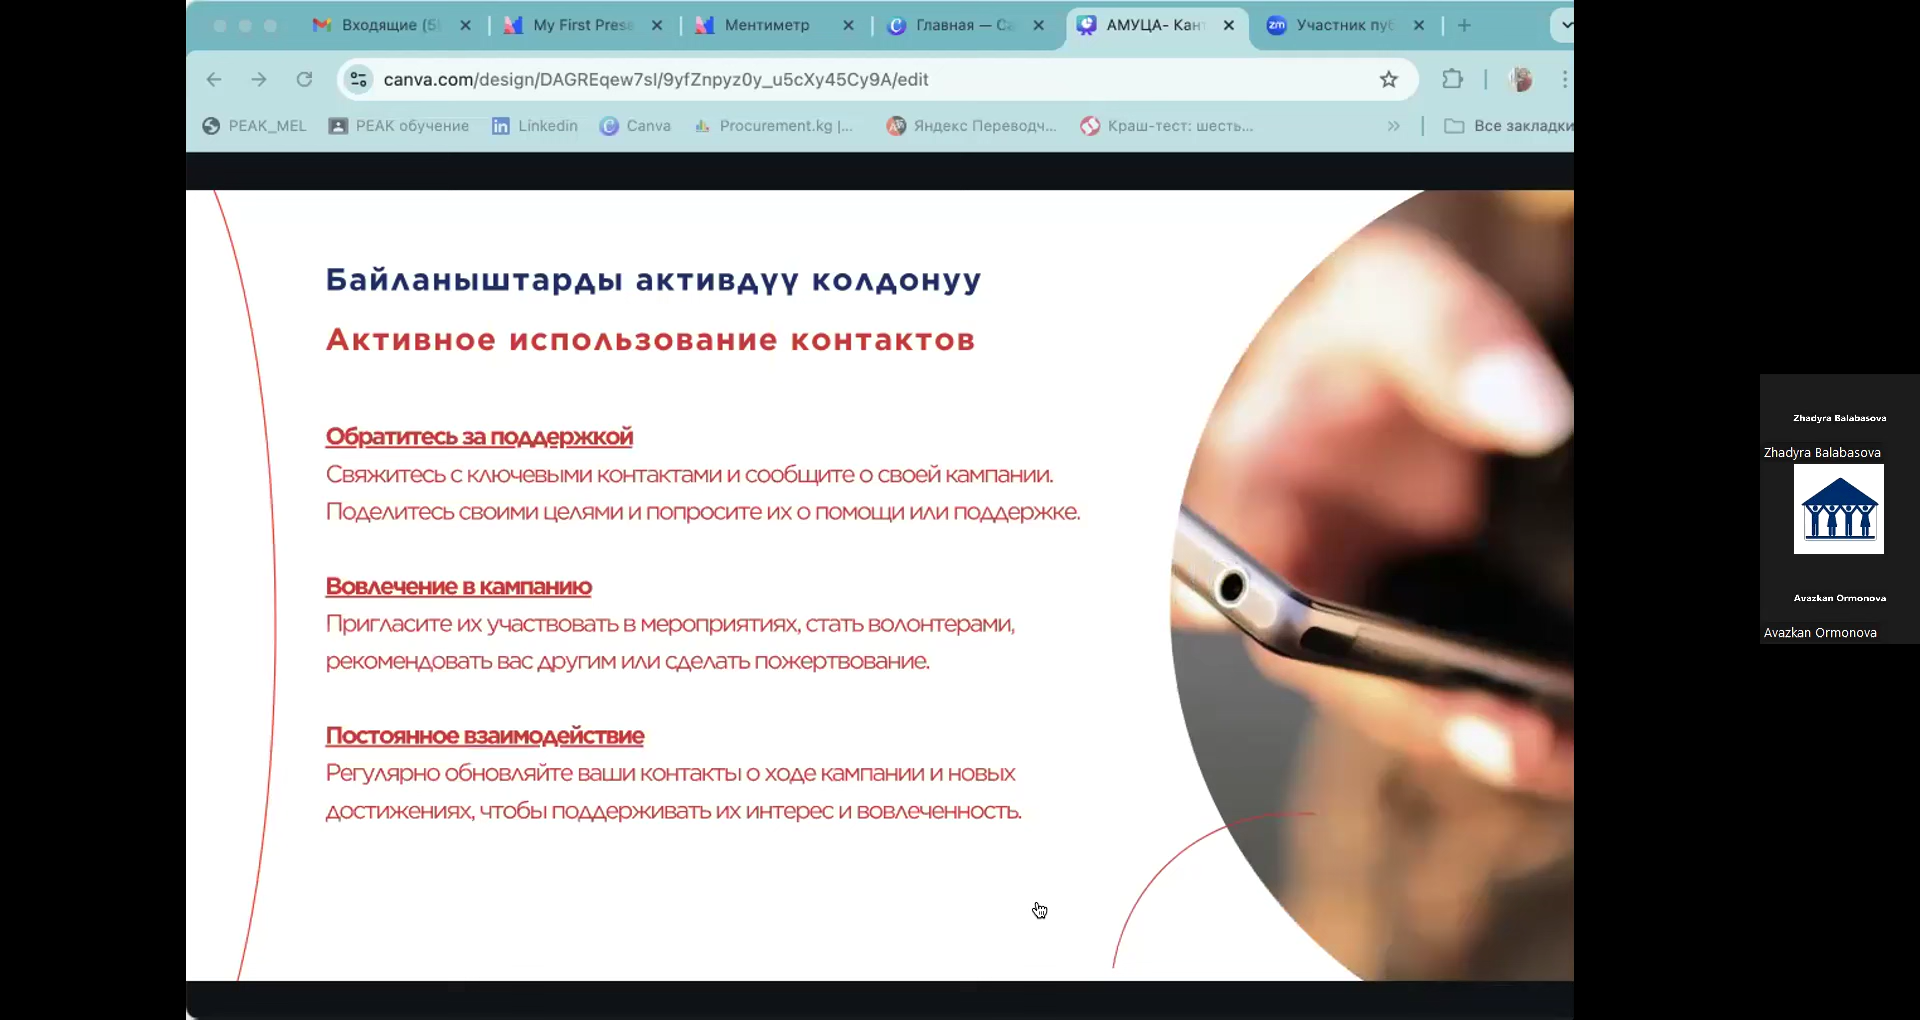 Входящие (5
My First Prese
Ментиметр
Главная — Ca
АМУЦА- Кан
zm Участник пуб
canva.com/design/DAGREqew7sI/9yfZnpyz0y_u5cXy45Cy9A/edit
PEAK_MEL
PEAK обучение
Linkedin
Canva
Procurement.kg |...
Яндекс Переводч...
Краш-тест: шесть...
Все закладки
Байланыштарды активдүү колдонуу
Активное использование контактов
Обратитесь за поддержкой
Свяжитесь с ключевыми контактами и сообщите о своей кампании.
Поделитесь своими целями и попросите их о помощи или поддержке.
Вовлечение в кампанию
Пригласите их участвовать в мероприятиях, стать волонтерами,
рекомендовать вас другим или сделать пожертвование.
Постоянное взаимодействие
Регулярно обновляйте ваши контакты о ходе кампании и новых
достижениях, чтобы поддерживать их интерес и вовлеченность.
Zhadyra Balabasova
Zhadyra Balabasova
Avazkan Ormonova
Avazkan Ormonova